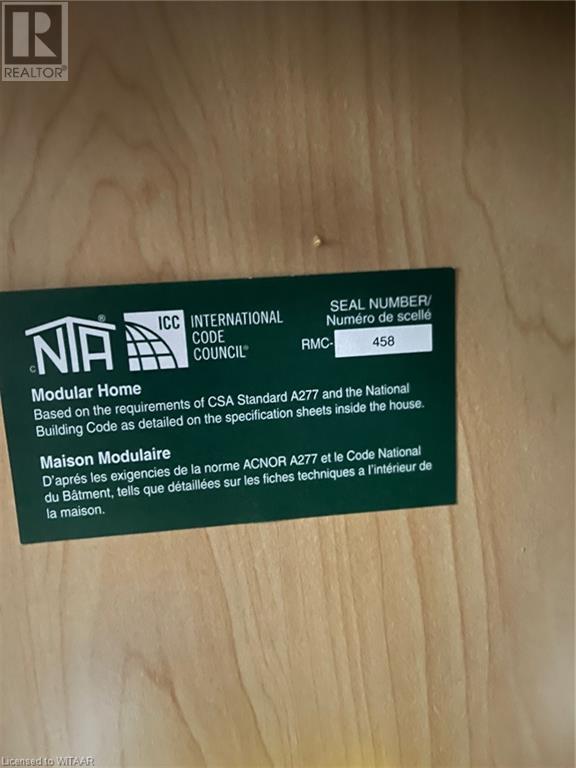 R
REALTOR®
NTA®
c
ICC
INTERNATIONAL
CODE
COUNCIL®
SEAL NUMBER/
Numéro de scellé
RMC- 458
Modular Home
Based on the requirements of CSA Standard A277 and the National
Building Code as detailed on the specification sheets inside the house.
Maison Modulaire
D'aprés les exigencies de la norme ACNOR A277 et le Code National
du Bâtment, tells que détaillées sur les fiches techniques a l'intérieur de
la maison.
Licensed to WITAAR